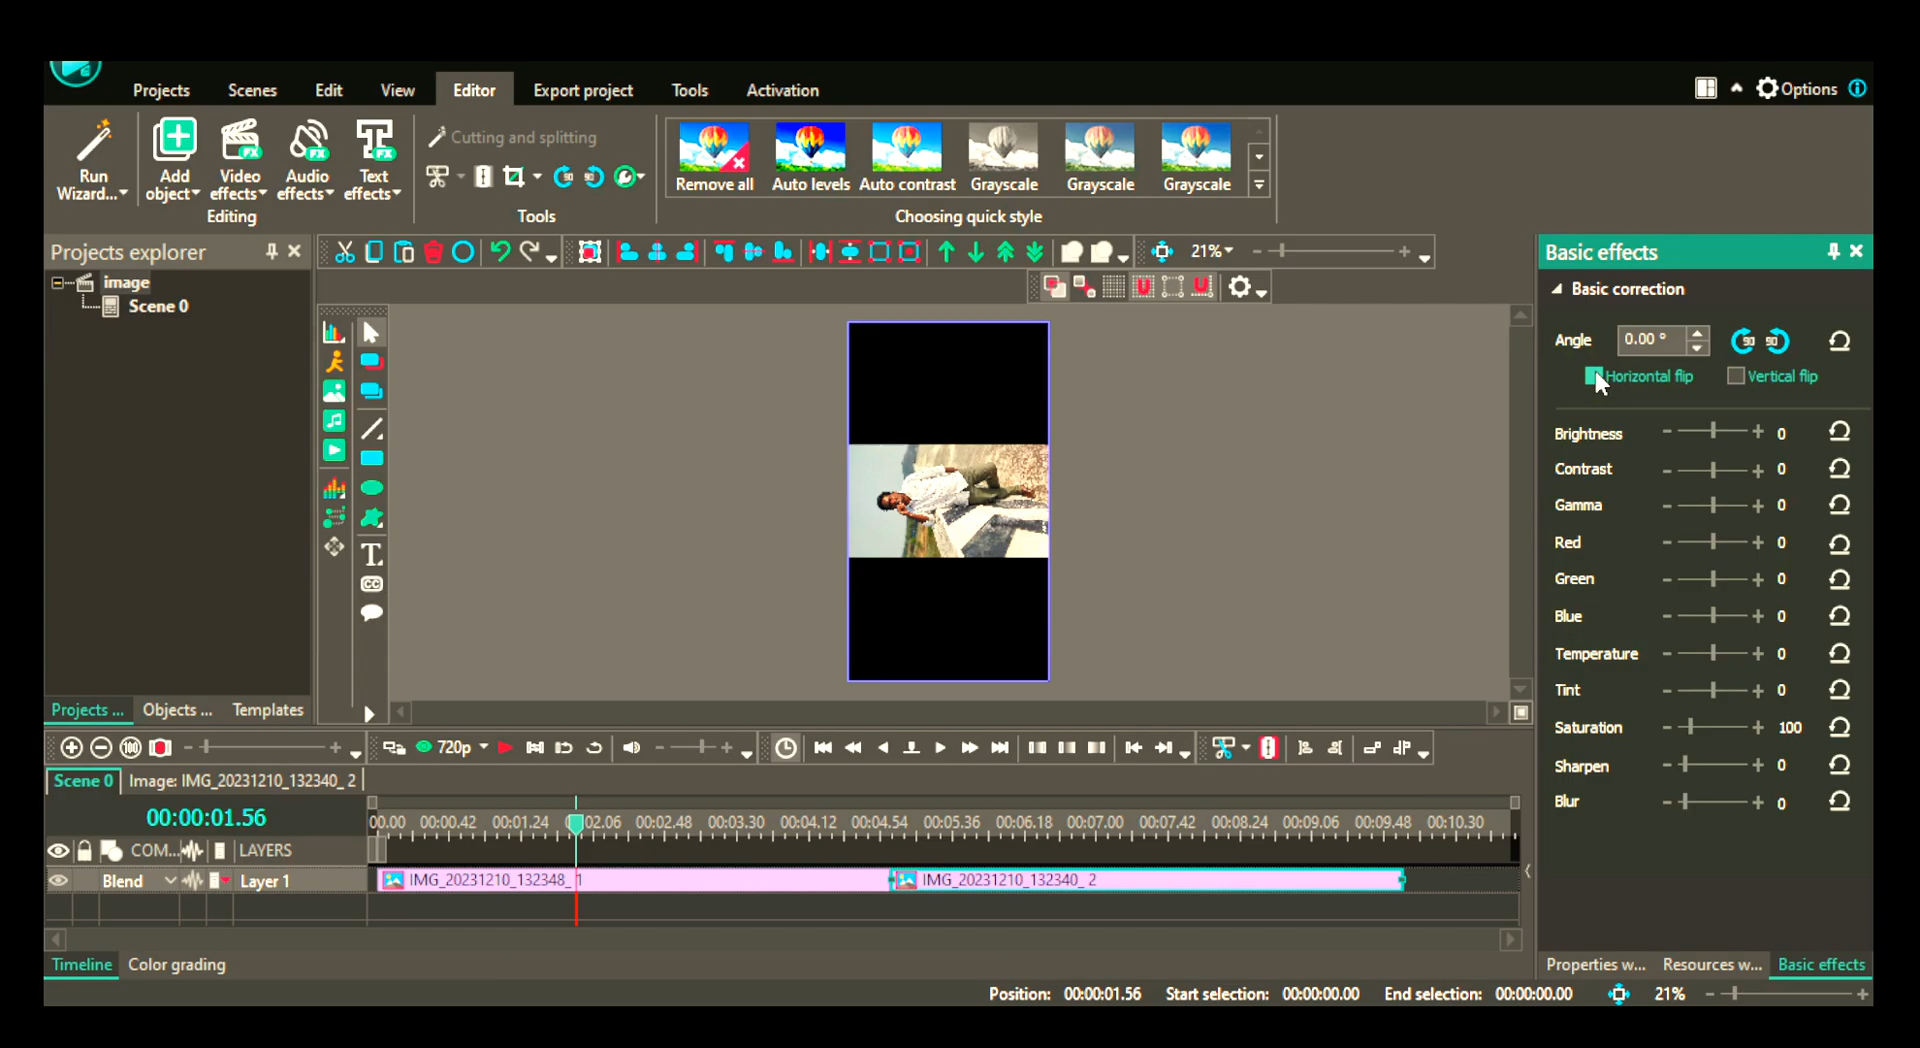 Projects Scenes Edit View Editor Export project Tools Activation Options
Run Wizard...
Add object
Video effects
Audio effects
Text effects
Editing
Cutting and splitting
Tools
Remove all Auto levels Auto contrast Grayscale Grayscale Grayscale
Choosing quick style
Projects explorer
image
Scene 0
Projects ... Objects ... Templates
21%
Basic effects
Basic correction
Angle 0.00 ° 90 90
Horizontal flip Vertical flip
Brightness 0
Contrast 0
Gamma 0
Red 0
Green 0
Blue 0
Temperature 0
Tint 0
Saturation 100
Sharpen 0
Blur 0
720p
Scene 0 Image: IMG_20231210_132340_ 2
00:00:01.56
00.00 00:00.42 00:01.24 02.06 00:02.48 00:03.30 00:04.12 00:04.54 00:05.36 00:06.18 00:07.00 00:07.42 00:08.24 00:09.06 00:09.48 00:10.30
COM... LAYERS
Blend Layer 1 IMG_20231210_132348_ 1 IMG_20231210_132340_ 2
Timeline Color grading
Properties w... Resources w... Basic effects
Position: 00:00:01.56 Start selection: 00:00:00.00 End selection: 00:00:00.00 21%